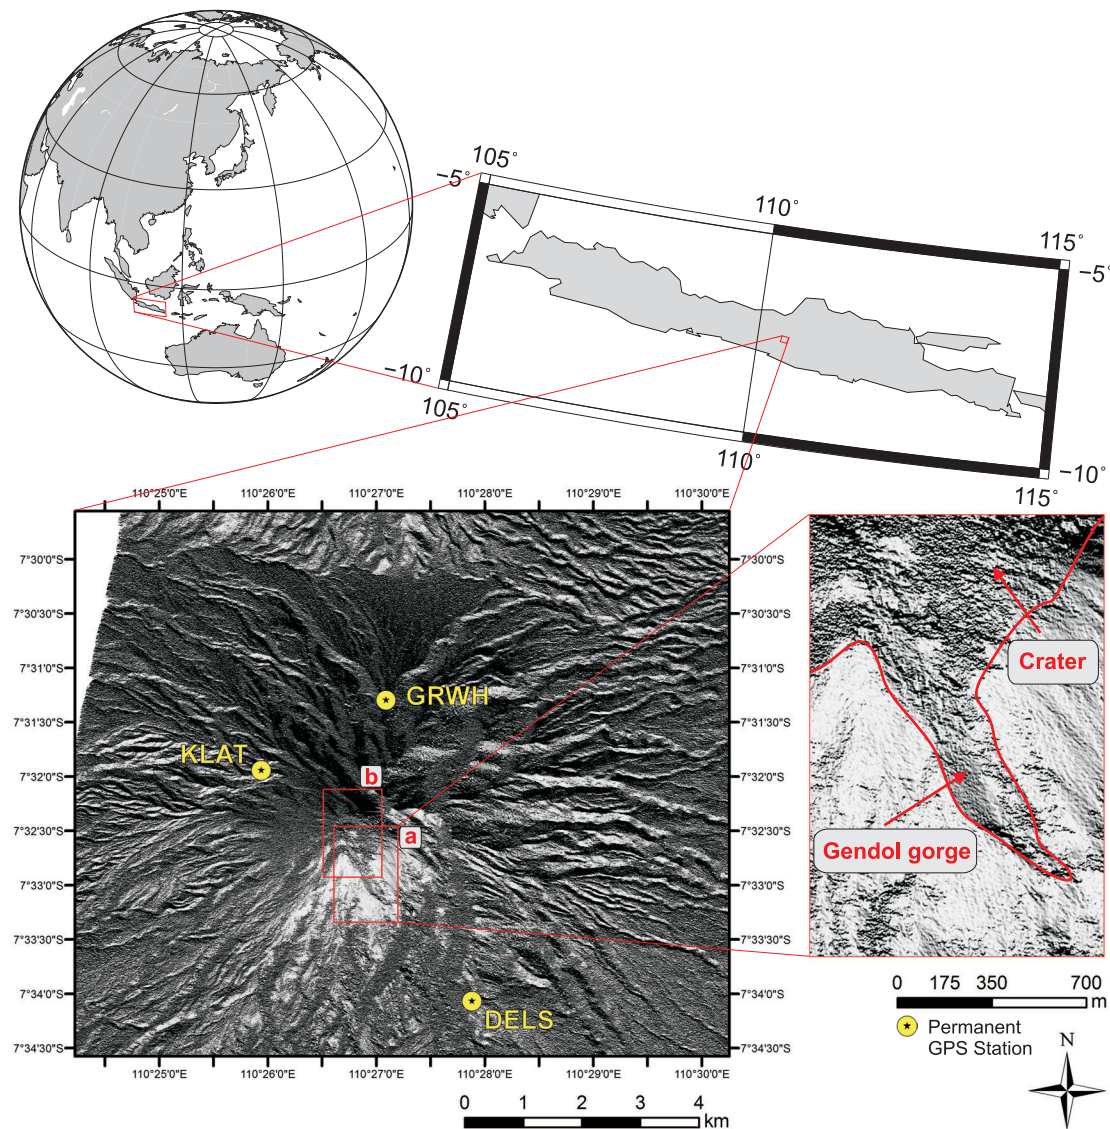 105°
−5°
110°
115°
−5°
−10°
105°
110°
−10°
115°
110°25'0"E
110°26'0"E
110°27'0"E
110°28'0"E
110°29'0"E
110°30'0"E
7°30'0"S
7°30'0"S
7°30'30"S
7°30'30"S
7°31'0"S
7°31'0"S
7°31'30"S
7°31'30"S
7°32'0"S
7°32'0"S
7°32'30"S
7°32'30"S
7°33'0"S
7°33'0"S
7°33'30"S
7°33'30"S
7°34'0"S
7°34'0"S
7°34'30"S
7°34'30"S
GRWH
KLAT
b
a
DELS
110°25'0"E
110°26'0"E
110°27'0"E
110°28'0"E
110°29'0"E
110°30'0"E
0 1 2 3 4
km
Crater
Gendol gorge
0 175 350 700
m
Permanent
GPS Station
N